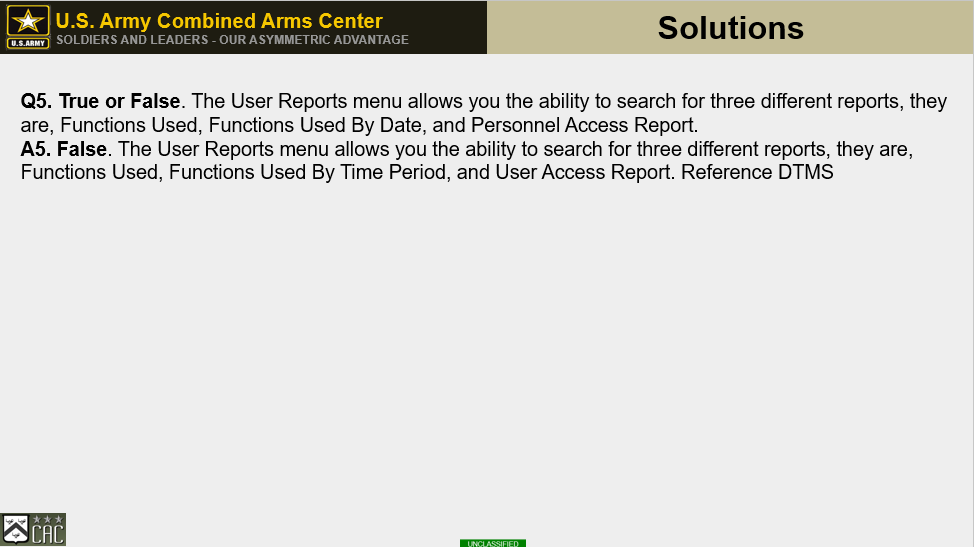 U.S. Army Combined Arms Center
SOLDIERS AND LEADERS - OUR ASYMMETRIC ADVANTAGE
U.S.ARMY
Solutions
Q5. True or False. The User Reports menu allows you the ability to search for three different reports, they
are, Functions Used, Functions Used By Date, and Personnel Access Report.
A5. False. The User Reports menu allows you the ability to search for three different reports, they are,
Functions Used, Functions Used By Time Period, and User Access Report. Reference DTMS
CAC
UNCLASSIFIED